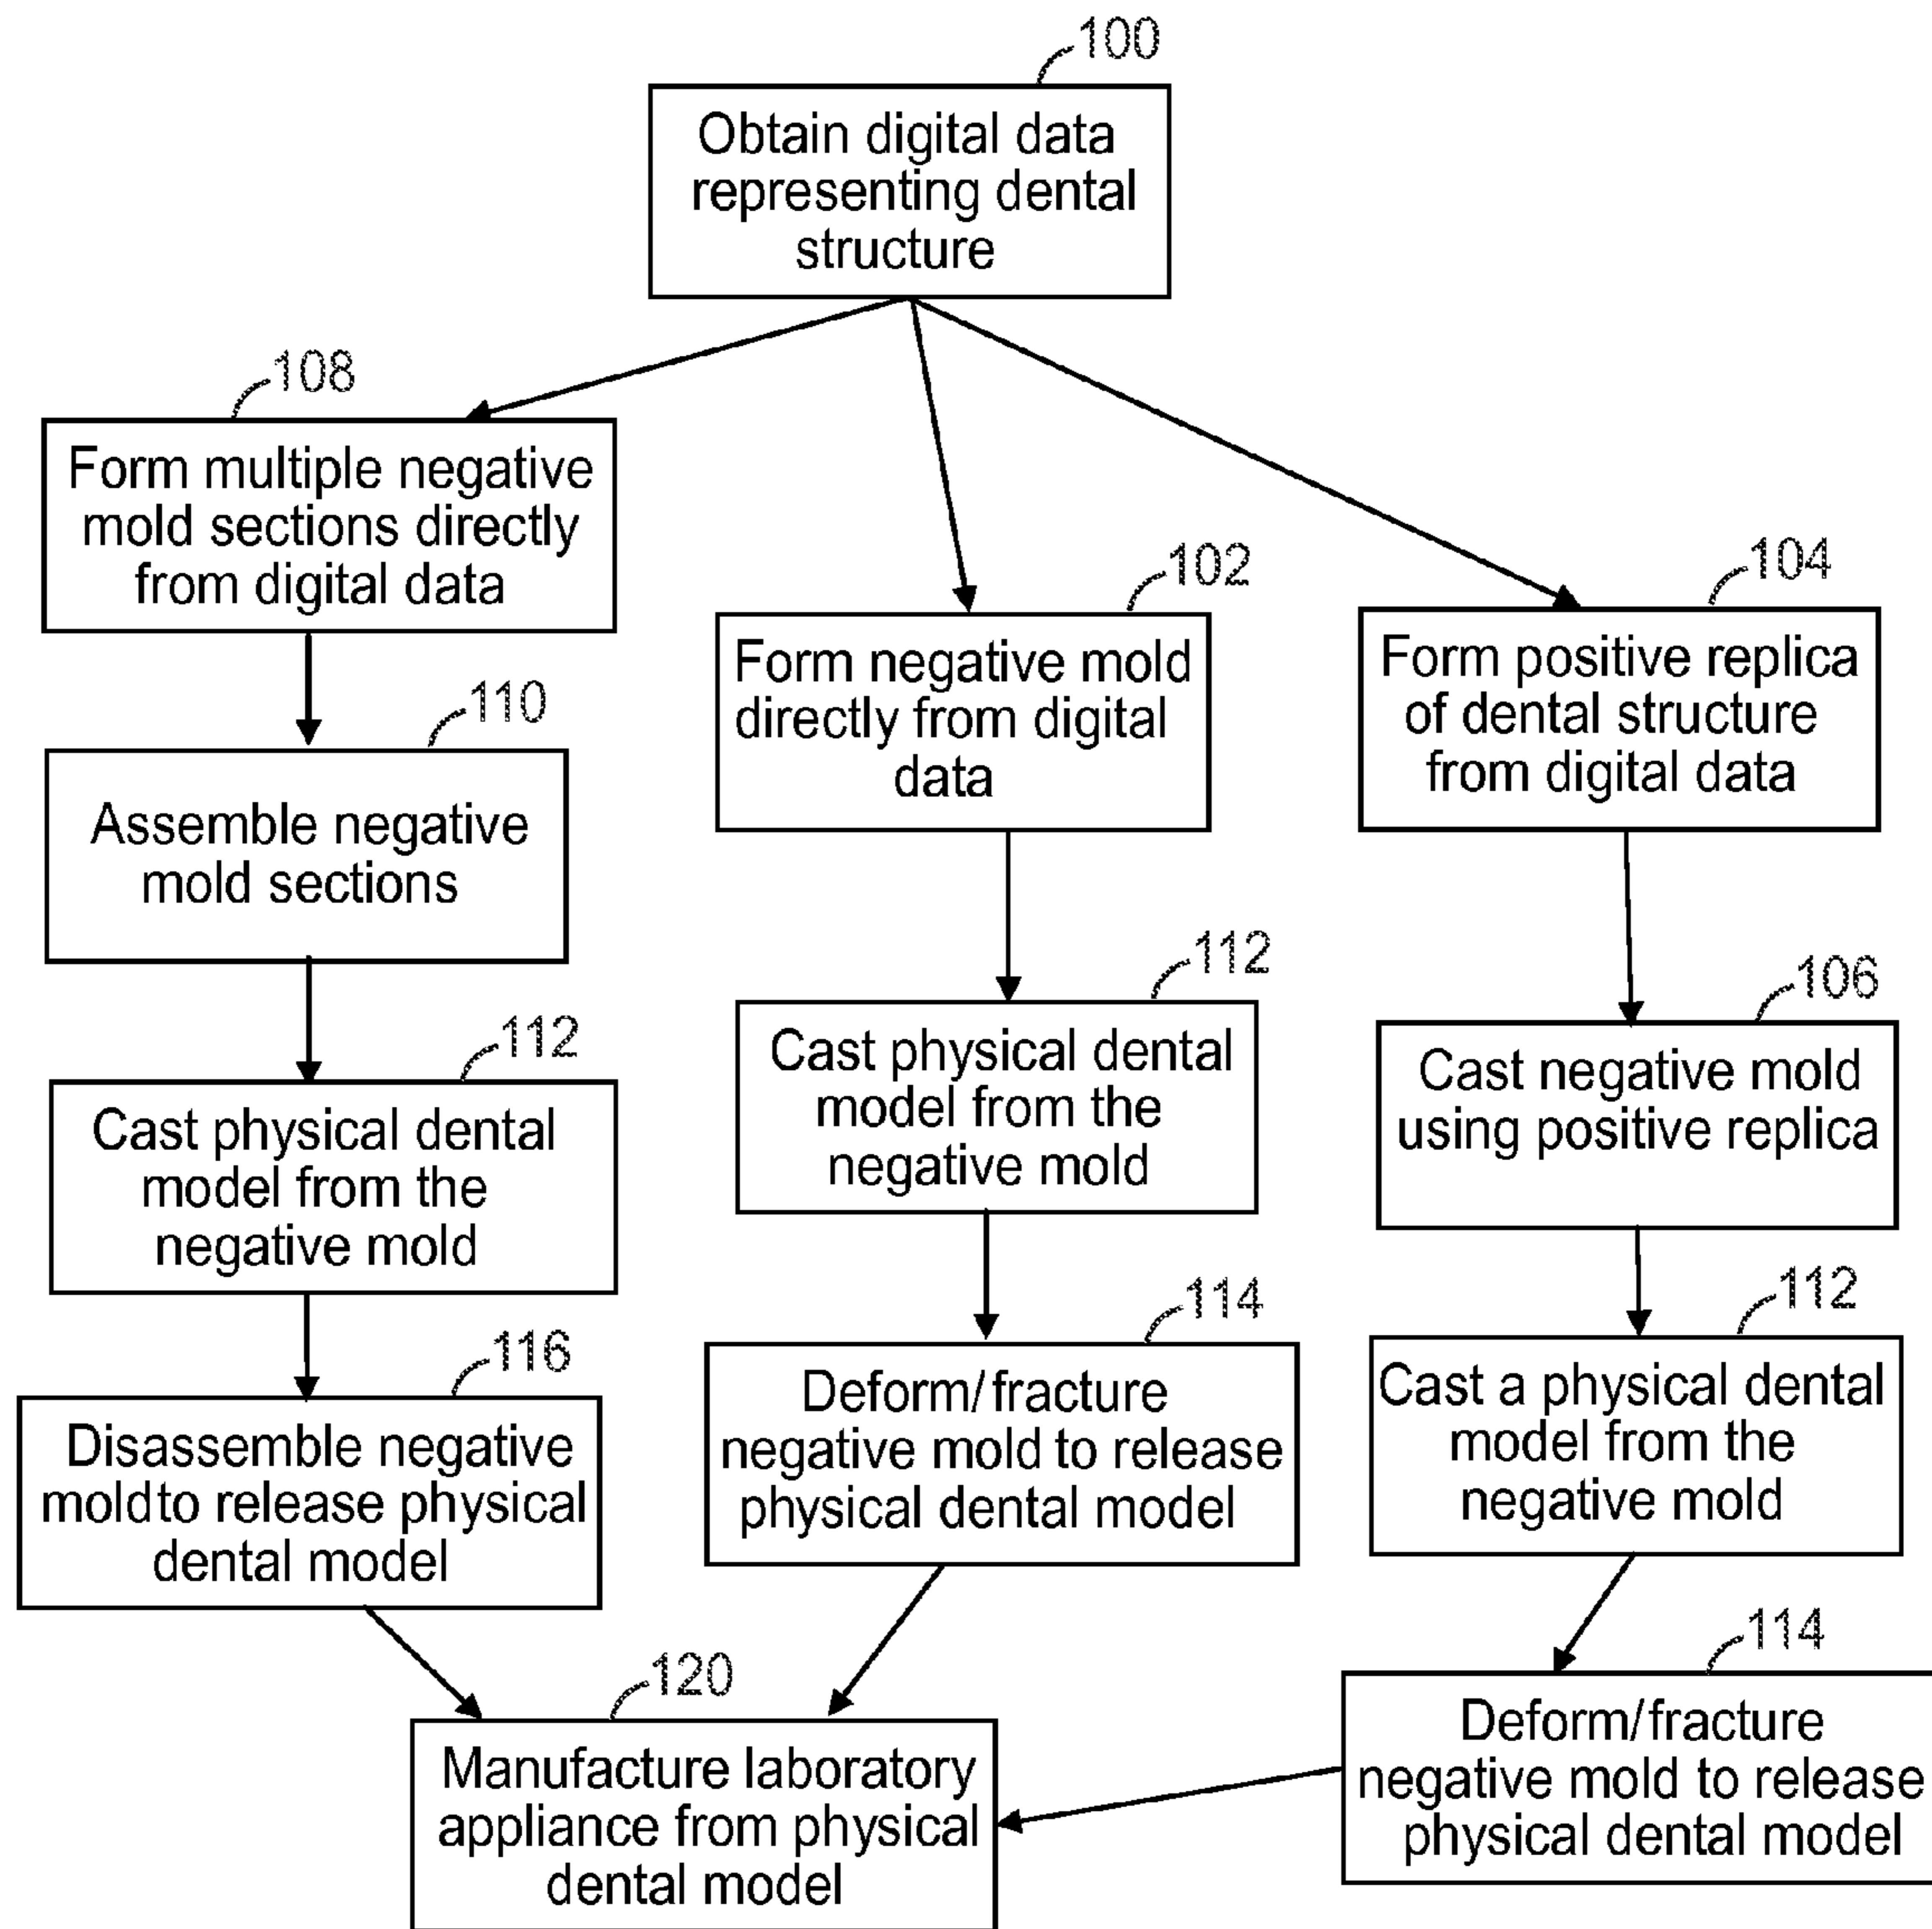 100
Obtain digital data
representing dental
structure
108
Form multiple negative
mold sections directly
from digital data
110
Assemble negative
mold sections
112
Cast physical dental
model from the
negative mold
116
Disassemble negative
moldto release physical
dental model
102
Form negative mold
directly from digital
data
112
Cast physical dental
model from the
negative mold
114
Deform/fracture
negative mold to release
physical dental model
104
Form positive replica
of dental structure
from digital data
106
Cast negative mold
using positive replica
112
Cast a physical dental
model from the
negative mold
114
Deform/fracture
negative mold to release
physical dental model
120
Manufacture laboratory
appliance from physical
dental model